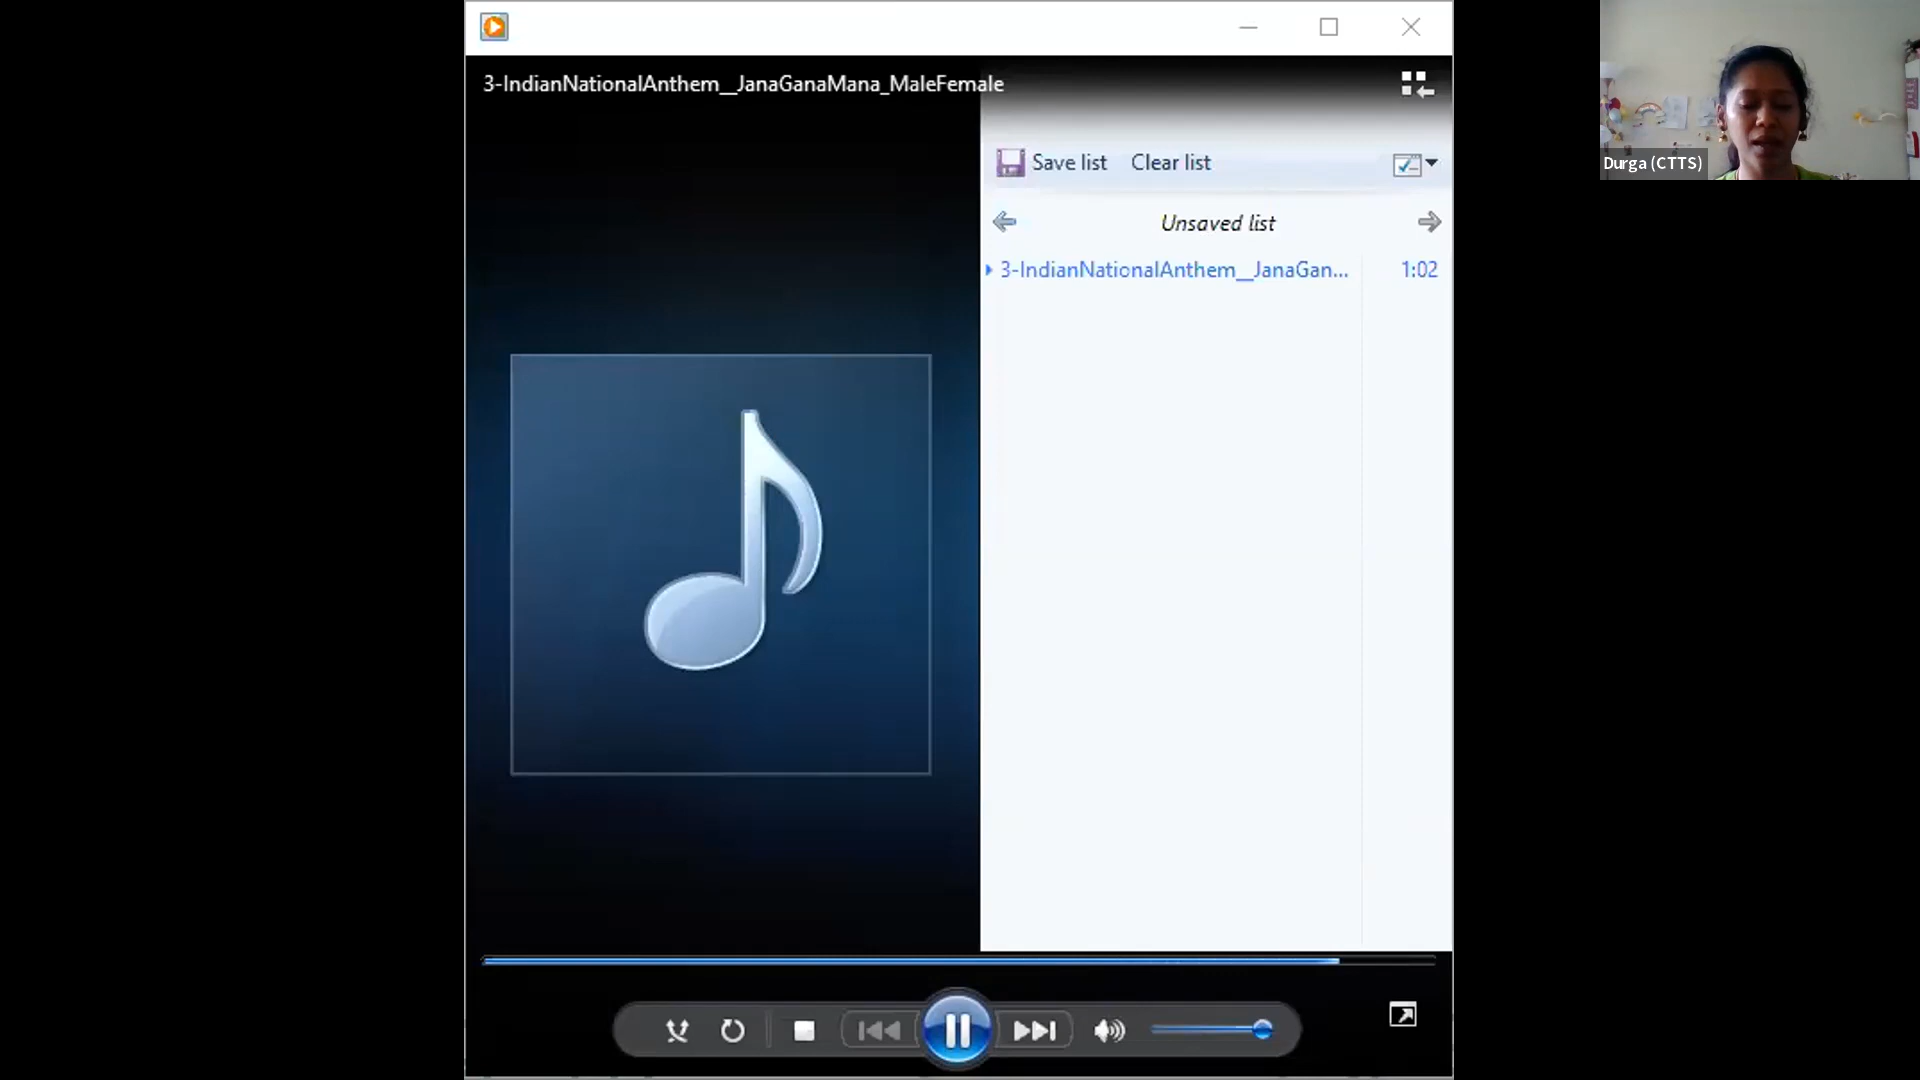 3-IndianNationalAnthem__JanaGanaMana_MaleFemale
Save list Clear list
Unsaved list
3-IndianNationalAnthem__JanaGan... 1:02
Durga (CTTS)